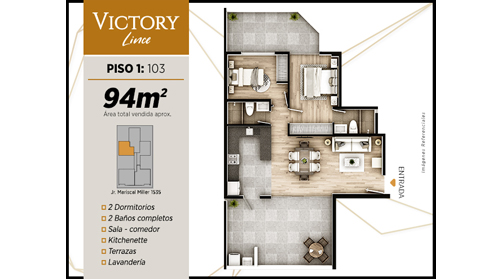 VICTORY
Lince
PISO 1: 103
94m²
Área total vendida aprox.
Jr. Mariscal Miller 1535
2 Dormitorios
2 Baños completos
Sala - comedor
Kitchenette
Terrazas
Lavandería
ENTRADA
Imágenes Referenciales